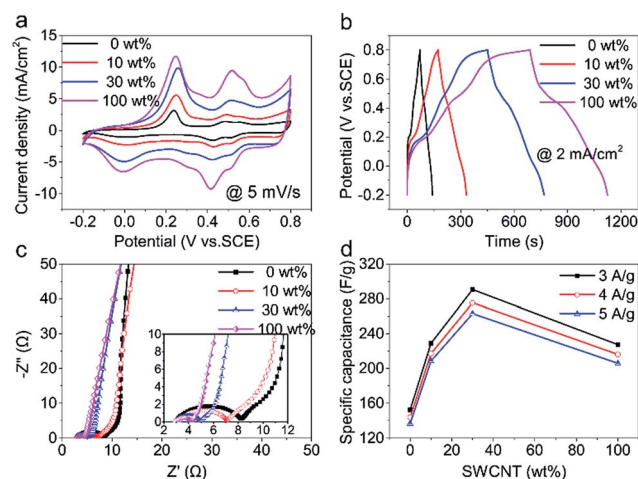 a
Current density (mA/cm²)
15
10
5
0
-5
-10
0 wt%
10 wt%
30 wt%
100 wt%
@ 5 mV/s
-0.2 0.0 0.2 0.4 0.6 0.8
Potential (V vs.SCE)
b
Potential (V vs.SCE)
1.2
0.8
0.4
0.0
-0.4
0 wt%
10 wt%
30 wt%
100 wt%
@ 2 mA/cm²
0 300 600 900 1200
Time (s)
c
-Z'' (Ω)
50
40
30
20
10
0
0 wt%
10 wt%
30 wt%
100 wt%
10
8
6
4
2
0
2 4 6 8 10 12
0 10 20 30 40 50
Z' (Ω)
d
Specific capacitance (F/g)
320
280
240
200
160
120
3 A/g
4 A/g
5 A/g
0 20 40 60 80 100
SWCNT (wt%)